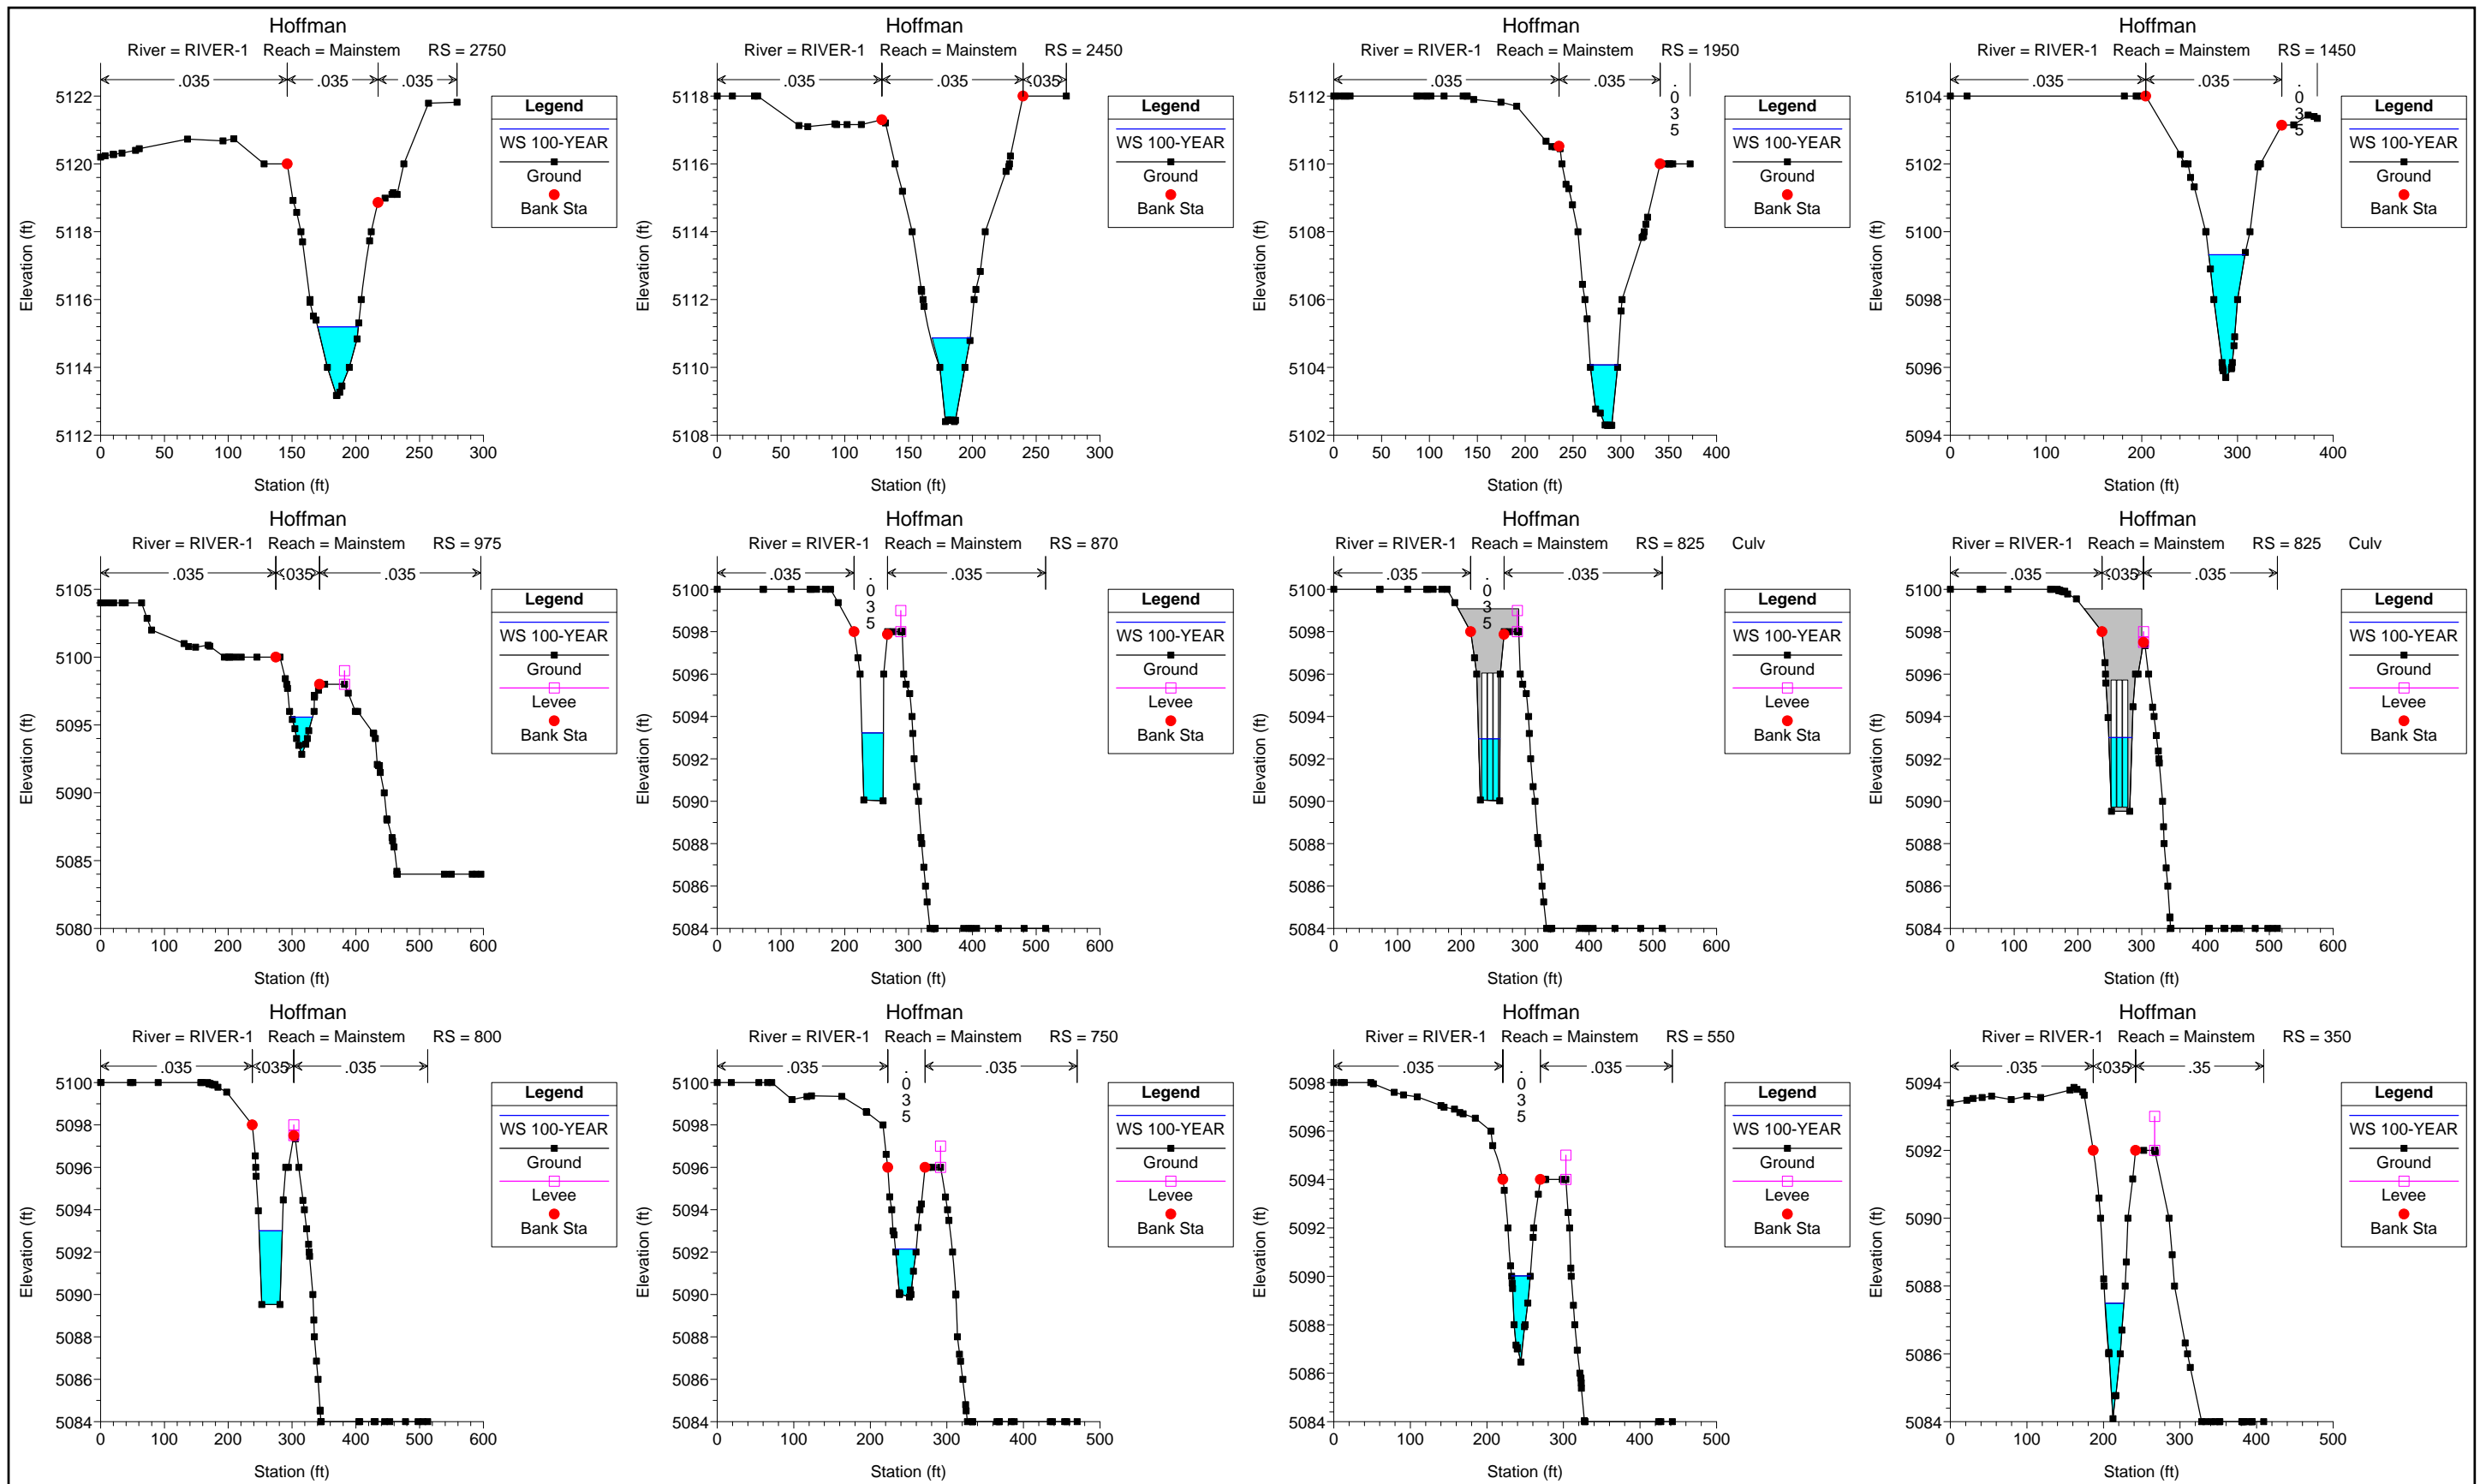 Hoffman
River = RIVER-1 Reach = Mainstem RS = 2750
.035 .035 .035
5122
5120
5118
5116
5114
5112
Elevation (ft)
0 50 100 150 200 250 300
Station (ft)
Legend
WS 100-YEAR
Ground
Bank Sta
Hoffman
River = RIVER-1 Reach = Mainstem RS = 2450
.035 .035 .035
5118
5116
5114
5112
5110
5108
Elevation (ft)
0 50 100 150 200 250 300
Station (ft)
Legend
WS 100-YEAR
Ground
Bank Sta
Hoffman
River = RIVER-1 Reach = Mainstem RS = 1950
.035 .035 .035
5112
5110
5108
5106
5104
5102
Elevation (ft)
0 50 100 150 200 250 300 350 400
Station (ft)
Legend
WS 100-YEAR
Ground
Bank Sta
Hoffman
River = RIVER-1 Reach = Mainstem RS = 1450
.035 .035 .035
5104
5102
5100
5098
5096
5094
Elevation (ft)
0 100 200 300 400
Station (ft)
Legend
WS 100-YEAR
Ground
Bank Sta
Hoffman
River = RIVER-1 Reach = Mainstem RS = 975
.035 .035 .035
5105
5100
5095
5090
5085
5080
Elevation (ft)
0 100 200 300 400 500 600
Station (ft)
Legend
WS 100-YEAR
Ground
Levee
Bank Sta
Hoffman
River = RIVER-1 Reach = Mainstem RS = 870
.035 .035 .035
5100
5098
5096
5094
5092
5090
5088
5086
5084
Elevation (ft)
0 100 200 300 400 500 600
Station (ft)
Legend
WS 100-YEAR
Ground
Levee
Bank Sta
Hoffman
River = RIVER-1 Reach = Mainstem RS = 825 Culv
.035 .035 .035
5100
5098
5096
5094
5092
5090
5088
5086
5084
Elevation (ft)
0 100 200 300 400 500 600
Station (ft)
Legend
WS 100-YEAR
Ground
Levee
Bank Sta
Hoffman
River = RIVER-1 Reach = Mainstem RS = 825 Culv
.035 .035 .035
5100
5098
5096
5094
5092
5090
5088
5086
5084
Elevation (ft)
0 100 200 300 400 500 600
Station (ft)
Legend
WS 100-YEAR
Ground
Levee
Bank Sta
Hoffman
River = RIVER-1 Reach = Mainstem RS = 800
.035 .035 .035
5100
5098
5096
5094
5092
5090
5088
5086
5084
Elevation (ft)
0 100 200 300 400 500 600
Station (ft)
Legend
WS 100-YEAR
Ground
Levee
Bank Sta
Hoffman
River = RIVER-1 Reach = Mainstem RS = 750
.035 .035 .035
5100
5098
5096
5094
5092
5090
5088
5086
5084
Elevation (ft)
0 100 200 300 400 500
Station (ft)
Legend
WS 100-YEAR
Ground
Levee
Bank Sta
Hoffman
River = RIVER-1 Reach = Mainstem RS = 550
.035 .035 .035
5098
5096
5094
5092
5090
5088
5086
5084
Elevation (ft)
0 100 200 300 400 500
Station (ft)
Legend
WS 100-YEAR
Ground
Levee
Bank Sta
Hoffman
River = RIVER-1 Reach = Mainstem RS = 350
.035 .035 .35
5094
5092
5090
5088
5086
5084
Elevation (ft)
0 100 200 300 400 500
Station (ft)
Legend
WS 100-YEAR
Ground
Levee
Bank Sta